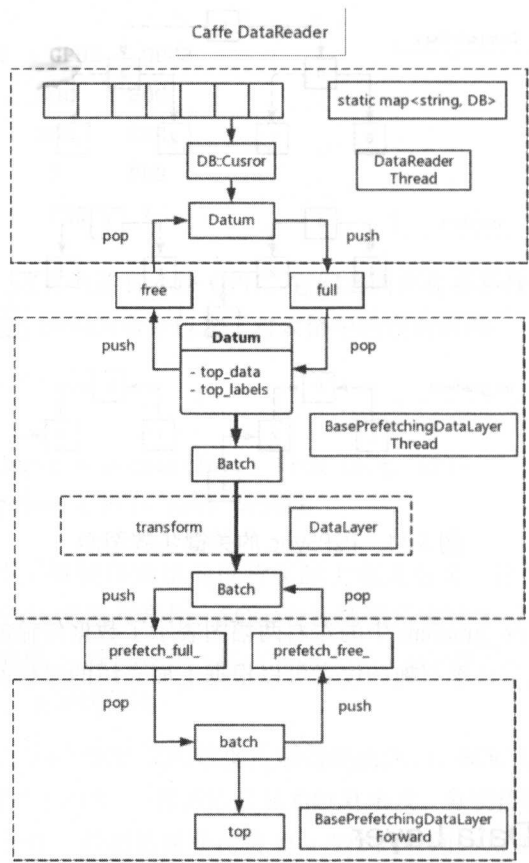 Caffe DataReader
static map<string, DB>
DB::Cusror
DataReader
Thread
Datum
pop
push
free
full
push
pop
Datum
- top_data
- top_labels
BasePrefetchingDataLayer
Thread
Batch
transform
DataLayer
Batch
push
pop
prefetch_full_
prefetch_free_
pop
push
batch
top
BasePrefetchingDataLayer
Forward